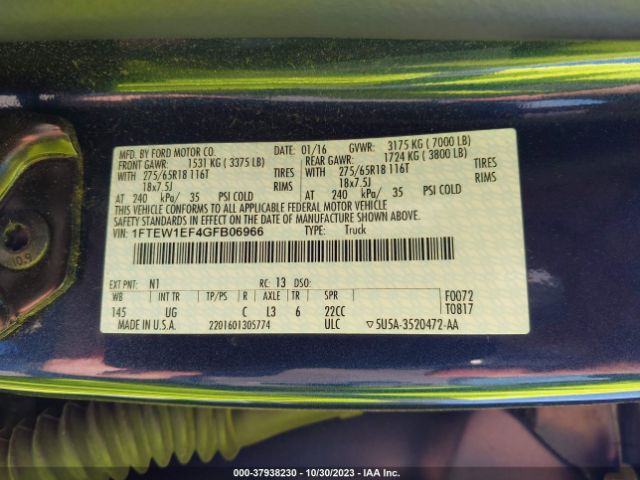 MFD. BY FORD MOTOR CO. DATE: 01/16 GVWR: 3175 KG ( 7000 LB)
FRONT GAWR: 1531 KG ( 3375 LB) REAR GAWR: 1724 KG ( 3800 LB)
WITH 275/65R18 116T TIRES WITH 275/65R18 116T TIRES
18x7.5J RIMS 18x7.5J RIMS
AT 240 kPa/ 35 PSI COLD AT 240 kPa/ 35 PSI COLD
THIS VEHICLE CONFORMS TO ALL APPLICABLE FEDERAL MOTOR VEHICLE
SAFETY STANDARDS IN EFFECT ON THE DATE OF MANUFACTURE SHOWN ABOVE.
VIN: 1FTEW1EF4GFB06966 TYPE: Truck
EXT PNT: N1 RC: 13 DSO:
WB INT TR TP/PS R AXLE TR SPR F0072
145 UG C L3 6 22CC T0817
MADE IN U.S.A. 2201601305774 ULC ▽5U5A-3520472-AA
10.9
000-37938230 - 10/30/2023 - IAA Inc.